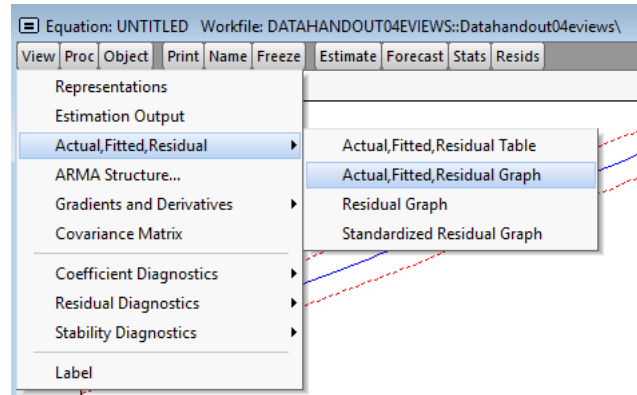 Equation: UNTITLED Workfile: DATAHANDOUT04EVIEWS::Datahandout04eviews\
View Proc Object Print Name Freeze Estimate Forecast Stats Resids
Representations
Estimation Output
Actual,Fitted,Residual
Actual,Fitted,Residual Table
ARMA Structure...
Actual,Fitted,Residual Graph
Gradients and Derivatives
Residual Graph
Covariance Matrix
Standardized Residual Graph
Coefficient Diagnostics
Residual Diagnostics
Stability Diagnostics
Label